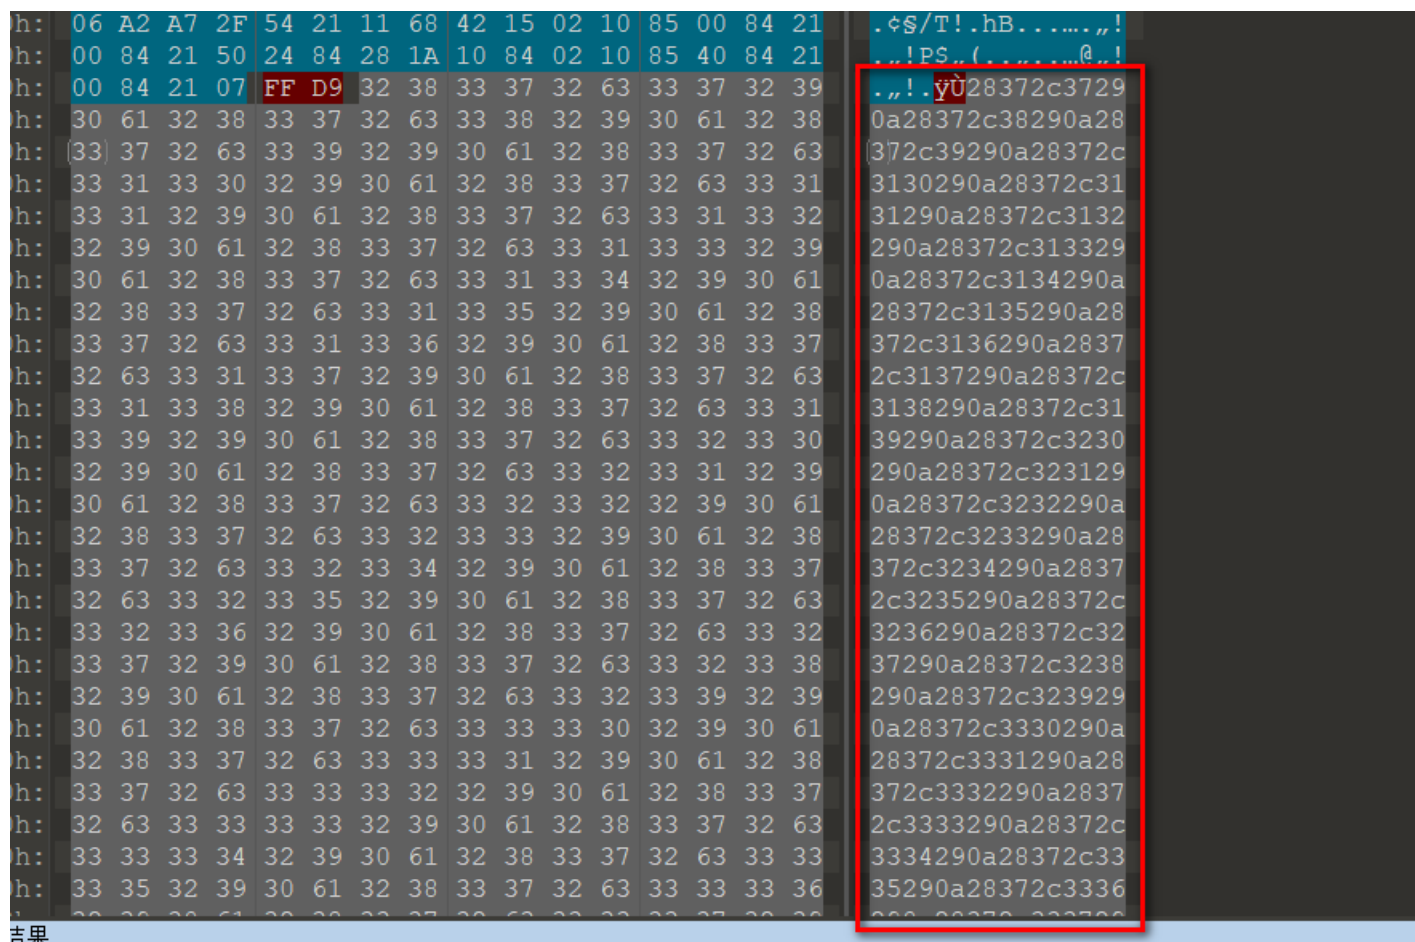 h: 06 A2 A7 2F 54 21 11 68 42 15 02 10 85 00 84 21 .¢§/T!.hB...….„!
h: 00 84 21 50 24 84 28 1A 10 84 02 10 85 40 84 21 .„!P$„(..„..…@„!
h: 00 84 21 07 FF D9 32 38 33 37 32 63 33 37 32 39 .„!.ÿÙ28372c3729
h: 30 61 32 38 33 37 32 63 33 38 32 39 30 61 32 38 0a28372c38290a28
h: 33 37 32 63 33 39 32 39 30 61 32 38 33 37 32 63 372c39290a28372c
h: 33 31 33 30 32 39 30 61 32 38 33 37 32 63 33 31 3130290a28372c31
h: 33 31 32 39 30 61 32 38 33 37 32 63 33 31 33 32 31290a28372c3132
h: 32 39 30 61 32 38 33 37 32 63 33 31 33 33 32 39 290a28372c313329
h: 30 61 32 38 33 37 32 63 33 31 33 34 32 39 30 61 0a28372c3134290a
h: 32 38 33 37 32 63 33 31 33 35 32 39 30 61 32 38 28372c3135290a28
h: 33 37 32 63 33 31 33 36 32 39 30 61 32 38 33 37 372c3136290a2837
h: 32 63 33 31 33 37 32 39 30 61 32 38 33 37 32 63 2c3137290a28372c
h: 33 31 33 38 32 39 30 61 32 38 33 37 32 63 33 31 3138290a28372c31
h: 33 39 32 39 30 61 32 38 33 37 32 63 33 32 33 30 39290a28372c3230
h: 32 39 30 61 32 38 33 37 32 63 33 32 33 31 32 39 290a28372c323129
h: 30 61 32 38 33 37 32 63 33 32 33 32 32 39 30 61 0a28372c3232290a
h: 32 38 33 37 32 63 33 32 33 33 32 39 30 61 32 38 28372c3233290a28
h: 33 37 32 63 33 32 33 34 32 39 30 61 32 38 33 37 372c3234290a2837
h: 32 63 33 32 33 35 32 39 30 61 32 38 33 37 32 63 2c3235290a28372c
h: 33 32 33 36 32 39 30 61 32 38 33 37 32 63 33 32 3236290a28372c32
h: 33 37 32 39 30 61 32 38 33 37 32 63 33 32 33 38 37290a28372c3238
h: 32 39 30 61 32 38 33 37 32 63 33 32 33 39 32 39 290a28372c323929
h: 30 61 32 38 33 37 32 63 33 33 33 30 32 39 30 61 0a28372c3330290a
h: 32 38 33 37 32 63 33 33 33 31 32 39 30 61 32 38 28372c3331290a28
h: 33 37 32 63 33 33 33 32 32 39 30 61 32 38 33 37 372c3332290a2837
h: 32 63 33 33 33 33 32 39 30 61 32 38 33 37 32 63 2c3333290a28372c
h: 33 33 33 34 32 39 30 61 32 38 33 37 32 63 33 33 3334290a28372c33
h: 33 35 32 39 30 61 32 38 33 37 32 63 33 33 33 36 35290a28372c3336
结果